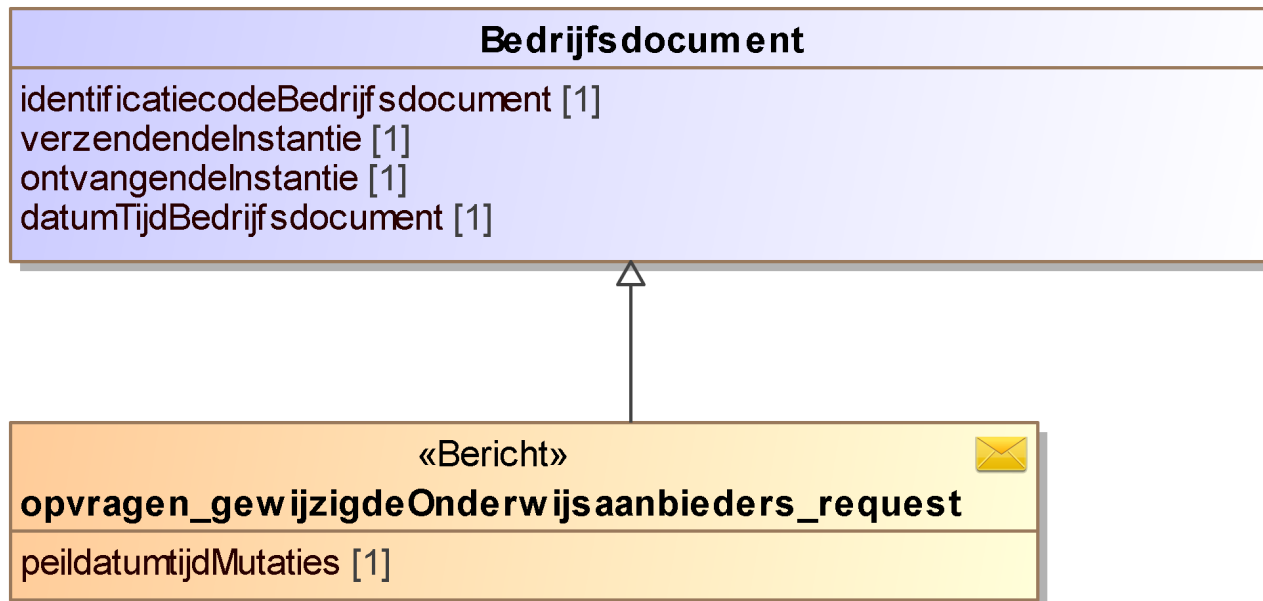 Bedrijfsdocument
identificatiecodeBedrijfsdocument [1]
verzendendeInstantie [1]
ontvangendeInstantie [1]
datumTijdBedrijfsdocument [1]
«Bericht»
opvragen_gewijzigdeOnderwijsaanbieders_request
peildatumtijdMutaties [1]